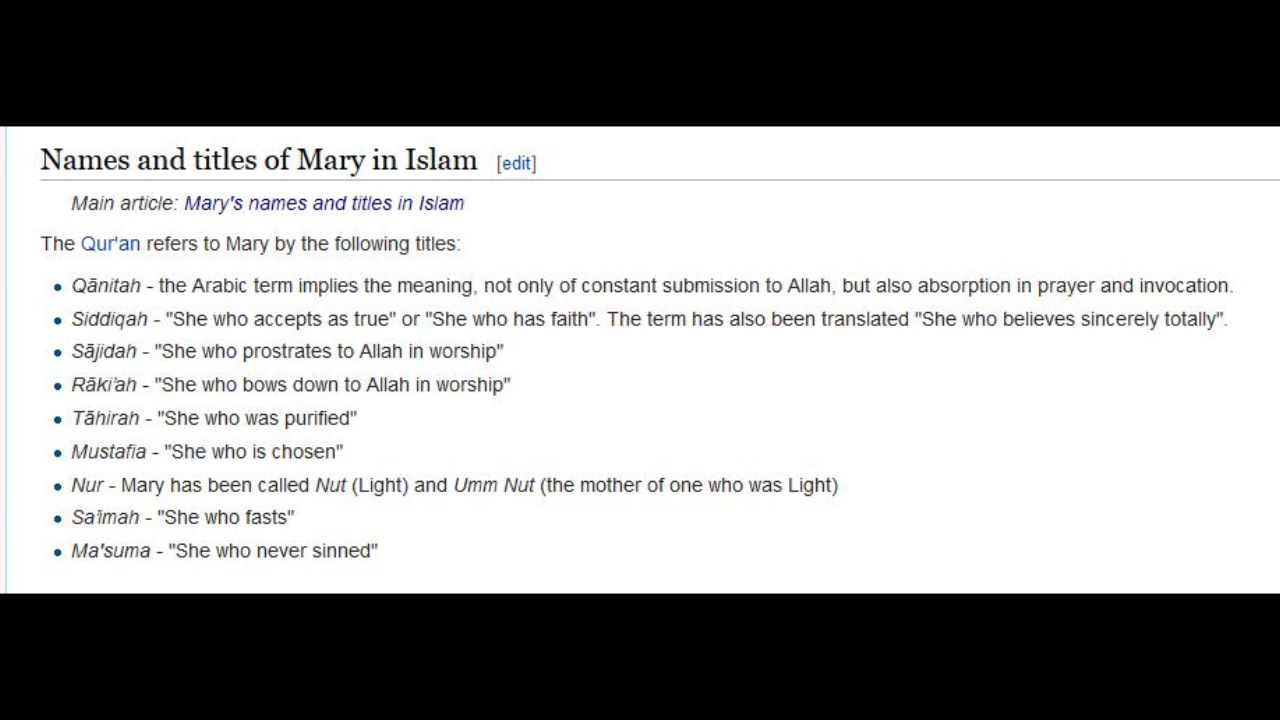 Names and titles of Mary in Islam [edit]
Main article: Mary's names and titles in Islam
The Qur'an refers to Mary by the following titles:
• Qānitah - the Arabic term implies the meaning, not only of constant submission to Allah, but also absorption in prayer and invocation.
• Siddiqah - "She who accepts as true" or "She who has faith". The term has also been translated "She who believes sincerely totally".
• Sājidah - "She who prostrates to Allah in worship"
• Rāki'ah - "She who bows down to Allah in worship"
• Tāhirah - "She who was purified"
• Mustafia - "She who is chosen"
• Nur - Mary has been called Nut (Light) and Umm Nut (the mother of one who was Light)
• Sa'imah - "She who fasts"
• Ma'suma - "She who never sinned"